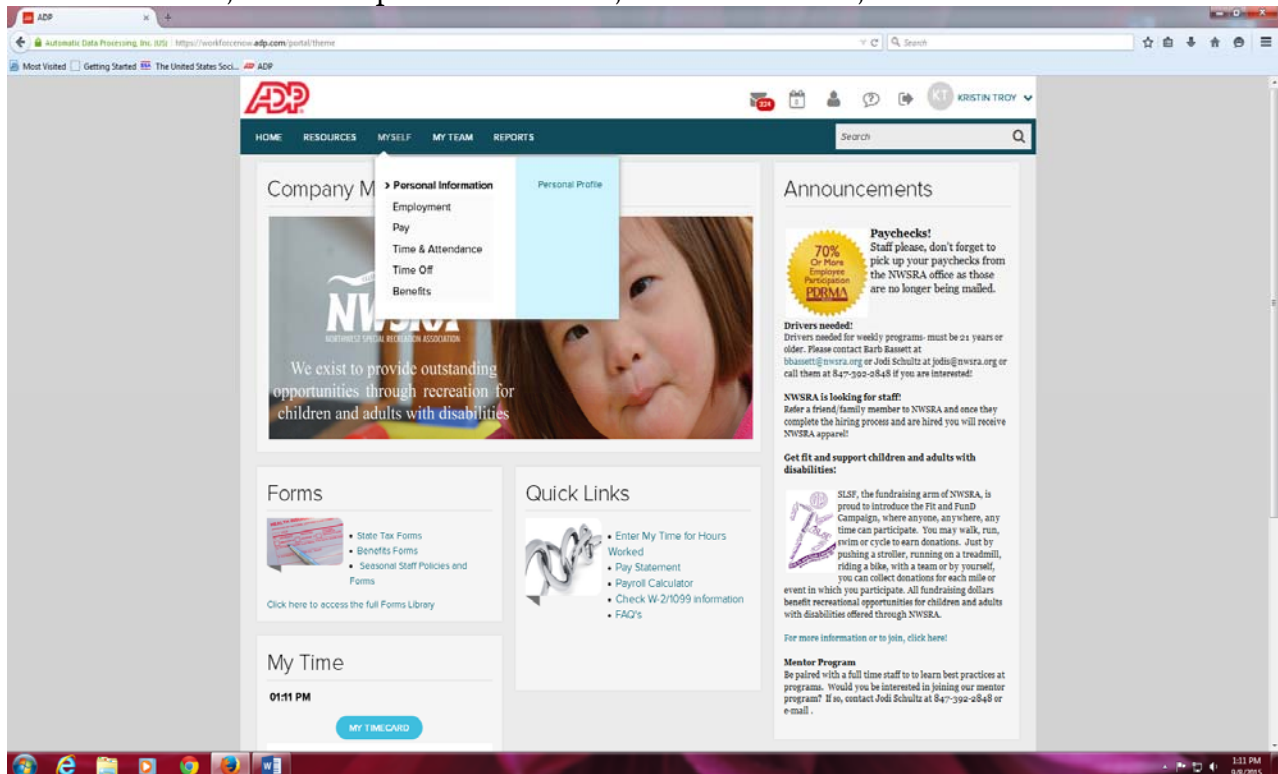 ADP
Automatic Data Processing, Inc. (US) https://workforcenow.adp.com/portal/theme
Search
Most Visited Getting Started The United States Soci... ADP
ADP
224
KT KRISTIN TROY
HOME RESOURCES MYSELF MY TEAM REPORTS
Search
Personal Information
Personal Profile
Employment
Pay
Time & Attendance
Time Off
Benefits
Company M
NWSRA
NORTHWEST SPECIAL RECREATION ASSOCIATION
We exist to provide outstanding
opportunities through recreation for
children and adults with disabilities
Announcements
70%
Or More
Employee
Participation
PDRMA
Paychecks!
Staff please, don't forget to
pick up your paychecks from
the NWSRA office as those
are no longer being mailed.
Drivers needed!
Drivers needed for weekly programs- must be 21 years or
older. Please contact Barb Bassett at
bbassett@nwsra.org or Jodi Schultz at jodis@nwsra.org or
call them at 847-392-2848 if you are interested!
NWSRA is looking for staff!
Refer a friend/family member to NWSRA and once they
complete the hiring process and are hired you will receive
NWSRA apparel!
Get fit and support children and adults with
disabilities!
SLSF, the fundraising arm of NWSRA, is
proud to introduce the Fit and FunD
Campaign, where anyone, anywhere, any
time can participate. You may walk, run,
swim or cycle to earn donations. Just by
pushing a stroller, running on a treadmill,
riding a bike, with a team or by yourself,
you can collect donations for each mile or
event in which you participate. All fundraising dollars
benefit recreational opportunities for children and adults
with disabilities offered through NWSRA.
For more information or to join, click here!
Mentor Program
Be paired with a full time staff to to learn best practices at
programs. Would you be interested in joining our mentor
program? If so, contact Jodi Schultz at 847-392-2848 or
e-mail .
Forms
State Tax Forms
Benefits Forms
Seasonal Staff Policies and
Forms
Click here to access the full Forms Library
Quick Links
Enter My Time for Hours
Worked
Pay Statement
Payroll Calculator
Check W-2/1099 information
FAQ's
My Time
01:11 PM
MY TIMECARD
1:11 PM
9/8/2015